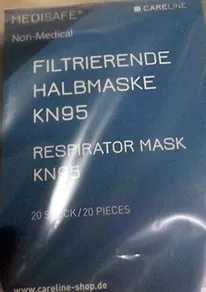 MEDISAFE® CARELINE
Non-Medical
FILTRIERENDE
HALBMASKE
KN95
RESPIRATOR MASK
KN95
20 STÜCK/20 PIECES
www.careline-shop.de